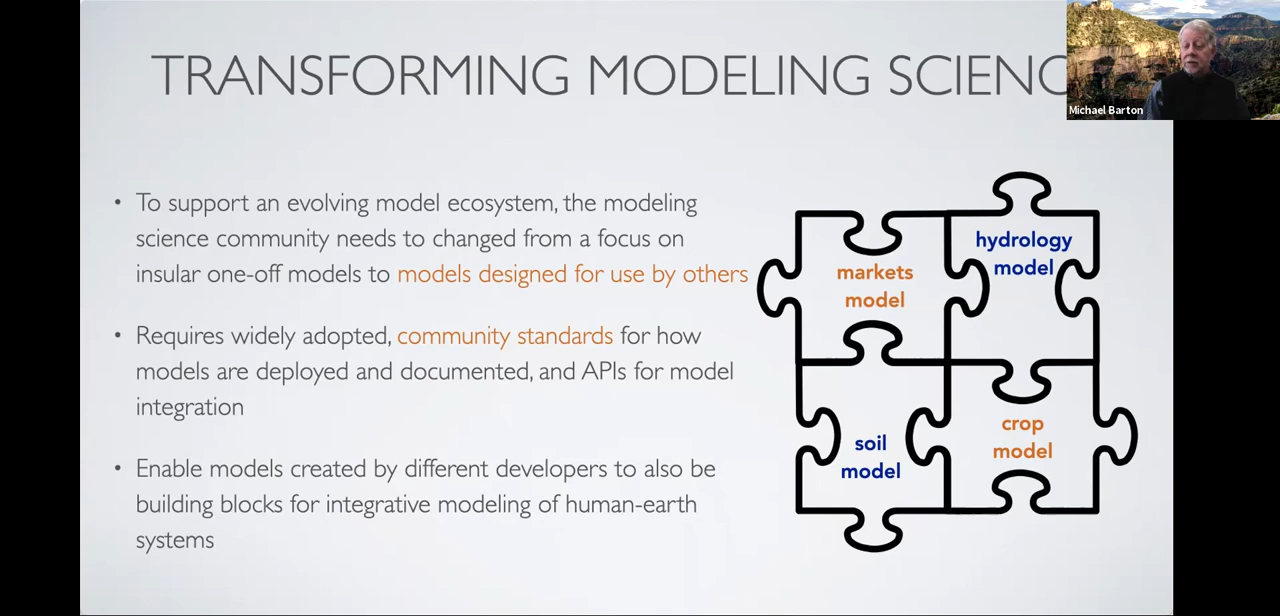 TRANSFORMING MODELING SCIENC
Michael Barton
• To support an evolving model ecosystem, the modeling
science community needs to changed from a focus on
insular one-off models to models designed for use by others
• Requires widely adopted, community standards for how
models are deployed and documented, and APIs for model
integration
• Enable models created by different developers to also be
building blocks for integrative modeling of human-earth
systems
markets
model
hydrology
model
soil
model
crop
model